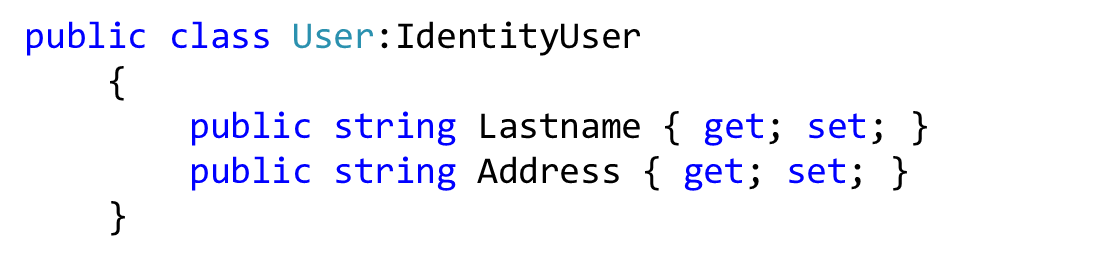 public class User:IdentityUser
{
public string Lastname { get; set; }
public string Address { get; set; }
}